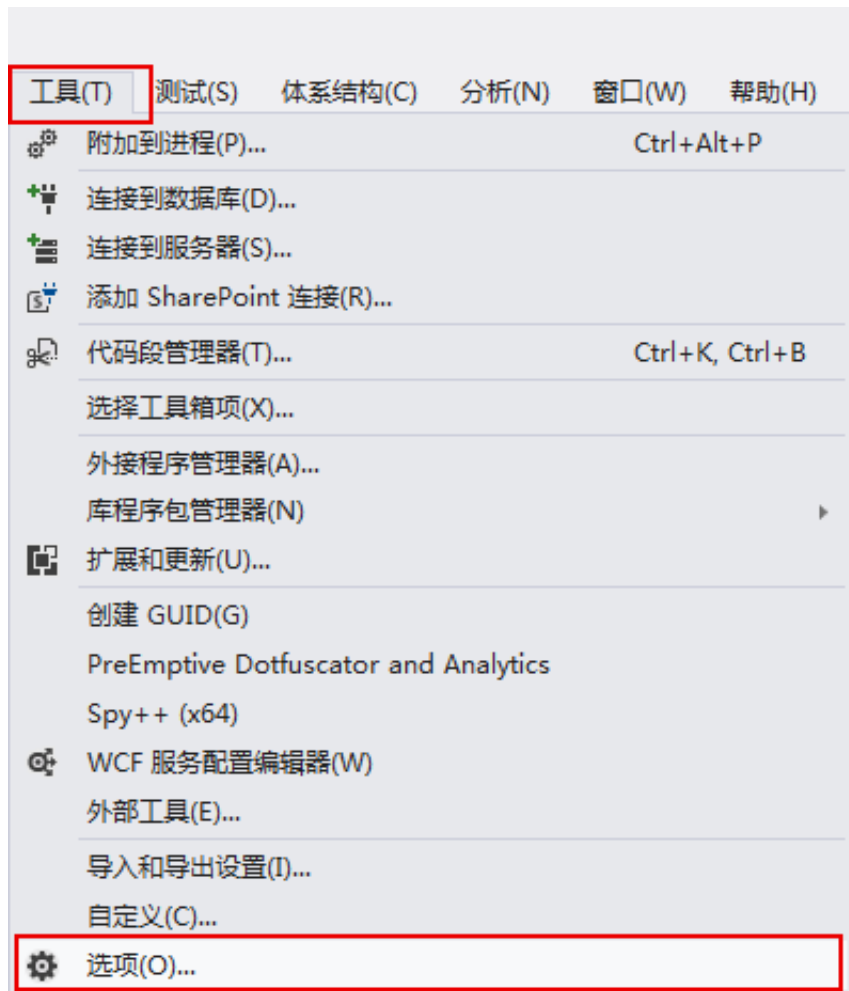 工具(T) 测试(S) 体系结构(C) 分析(N) 窗口(W) 帮助(H)
附加到进程(P)... Ctrl+Alt+P
连接到数据库(D)...
连接到服务器(S)...
添加 SharePoint 连接(R)...
代码段管理器(T)... Ctrl+K, Ctrl+B
选择工具箱项(X)...
外接程序管理器(A)...
库程序包管理器(N)
扩展和更新(U)...
创建 GUID(G)
PreEmptive Dotfuscator and Analytics
Spy++ (x64)
WCF 服务配置编辑器(W)
外部工具(E)...
导入和导出设置(I)...
自定义(C)...
选项(O)...